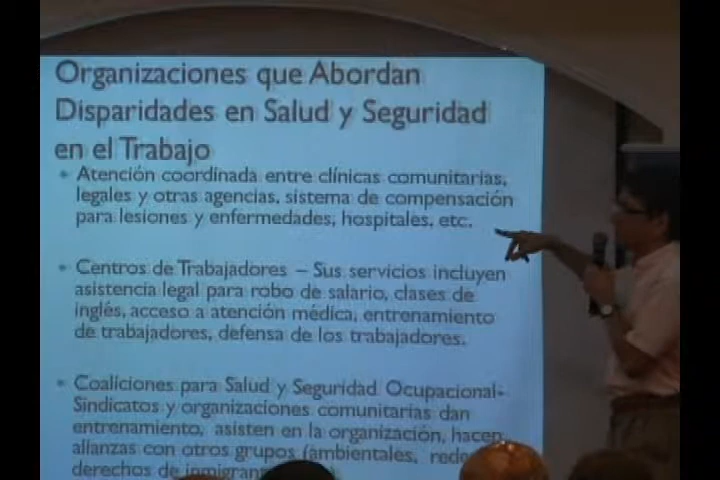 Organizaciones que Abordan
Disparidades en Salud y Seguridad
en el Trabajo
• Atención coordinada entre clínicas comunitarias,
legales y otras agencias, sistema de compensación
para lesiones y enfermedades, hospitales, etc.
• Centros de Trabajadores – Sus servicios incluyen
asistencia legal para robo de salario, clases de
inglés, acceso a atención médica, entrenamiento
de trabajadores, defensa de los trabajadores.
• Coaliciones para Salud y Seguridad Ocupacional-
Sindicatos y organizaciones comunitarias dan
entrenamiento, asisten en la organización, hacen
alianzas con otros grupos (ambientales,
derechos de